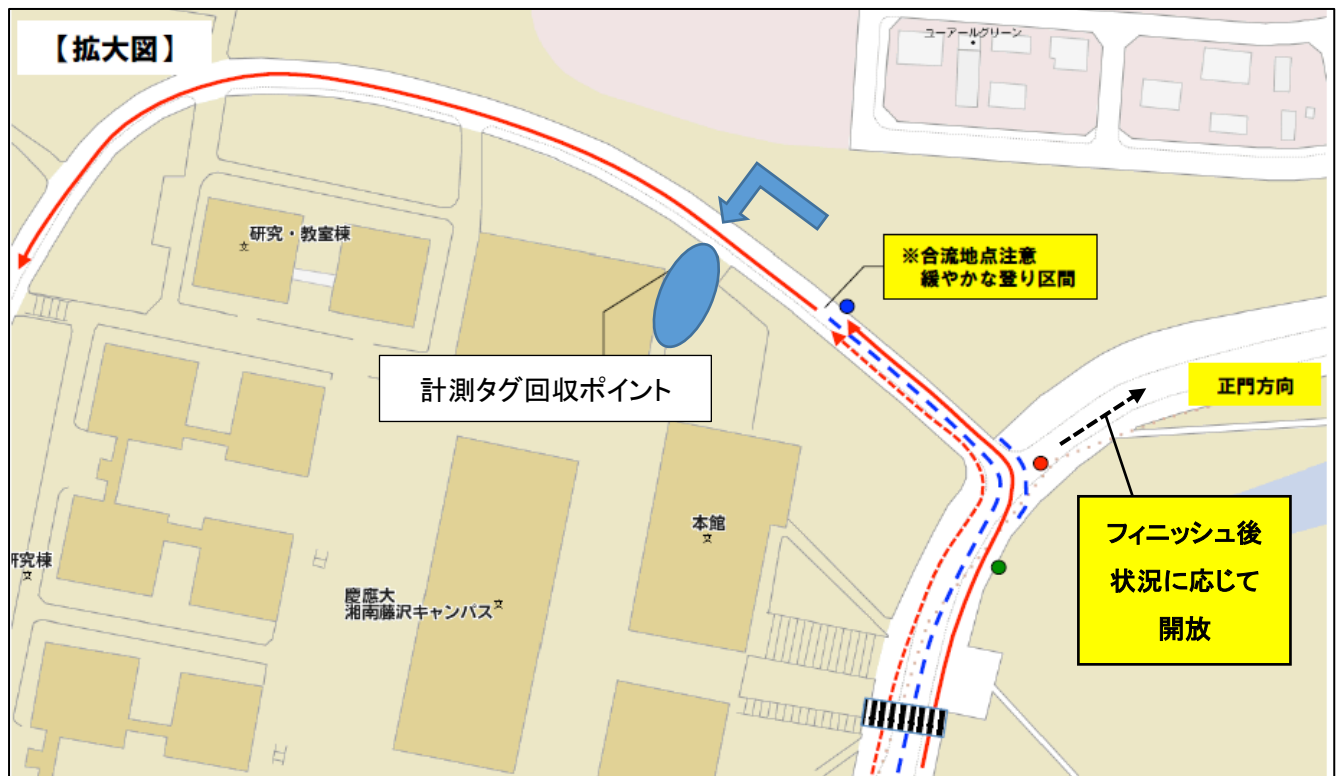 【拡大図】
ユーアールグリーン
研究・教室棟
文
※合流地点注意
緩やかな登り区間
計測タグ回収ポイント
正門方向
フィニッシュ後
状況に応じて
開放
本館
文
研究棟
文
慶應大
湘南藤沢キャンパス
文